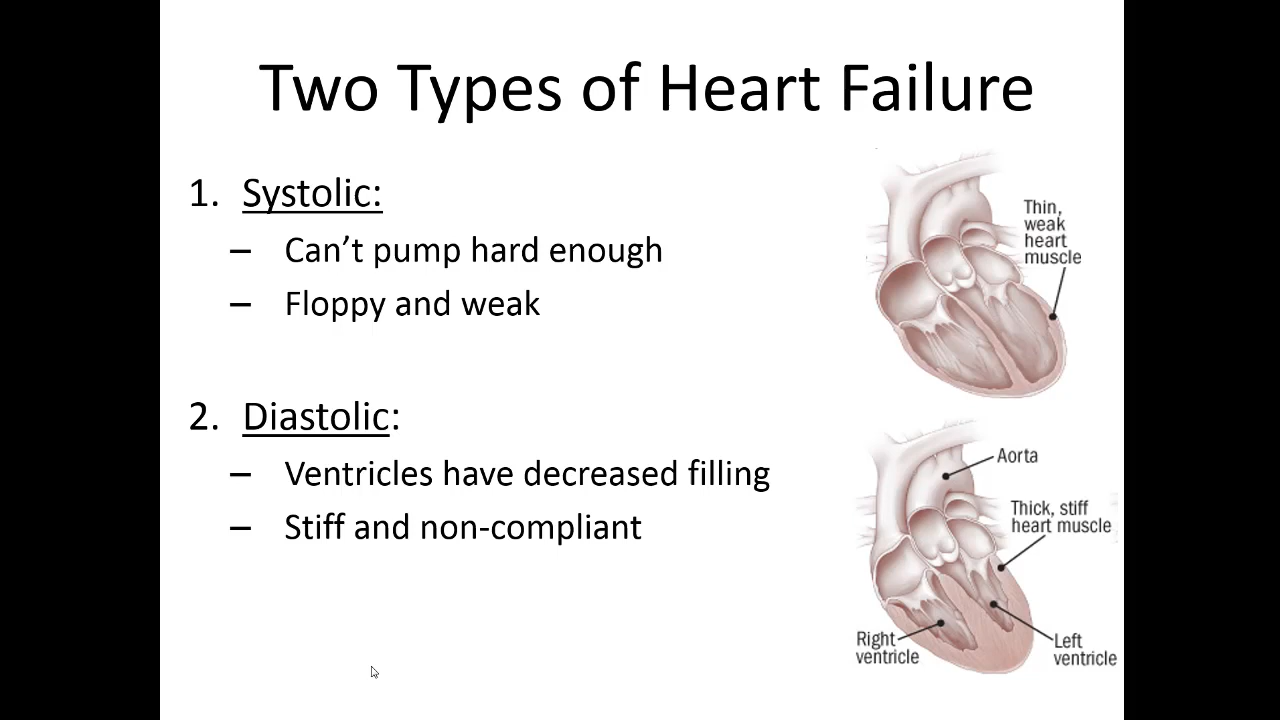 Two Types of Heart Failure
1. Systolic:
– Can't pump hard enough
– Floppy and weak
Thin,
weak
heart
muscle
2. Diastolic:
– Ventricles have decreased filling
– Stiff and non-compliant
Aorta
Thick, stiff
heart muscle
Right
ventricle
Left
ventricle